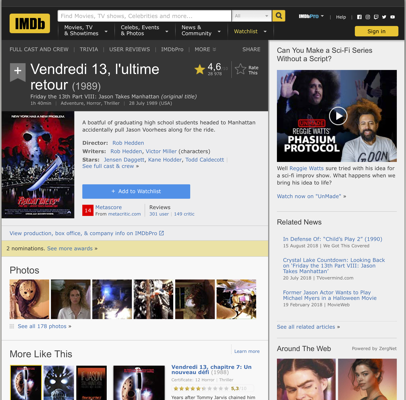 IMDb
Find Movies, TV shows, Celebrities and more...
All
IMDbPro
Help
Movies, TV
& Showtimes
Celebs, Events
& Photos
News &
Community
Watchlist
Sign in
FULL CAST AND CREW
TRIVIA
USER REVIEWS
IMDbPro
MORE
SHARE
Vendredi 13, l'ultime
retour (1989)
4,6
Rate
This
Friday the 13th Part VIII: Jason Takes Manhattan (original title)
1h 40min | Adventure, Horror, Thriller | 28 July 1989 (USA)
A boatful of graduating high school students headed to Manhattan
accidentally pull Jason Voorhees along for the ride.
Director: Rob Hedden
Writers: Rob Hedden, Victor Miller (characters)
Stars: Jensen Daggett, Kane Hodder, Todd Caldecott |
See full cast & crew »
+ Add to Watchlist
14
Metascore
From metacritic.com
Reviews
301 user | 149 critic
View production, box office, & company info on IMDbPro
2 nominations. See more awards »
Photos
See all 178 photos »
More Like This
Learn more
Vendredi 13, chapitre 7: Un
nouveau défi (1988)
Certificate: 12 Horror | Thriller
5,3
Years after Tommy Jarvis chained him
Can You Make a Sci-Fi Series
Without a Script?
REGGIE WATTS'
PHASIUM
PROTOCOL
Well Reggie Watts sure tried with his idea for
a sci-fi improv show. What happens when we
bring his idea to life?
Watch now on "UnMade" »
Related News
In Defense Of: "Child's Play 2" (1990)
15 August 2018 | We Got This Covered
Crystal Lake Countdown: Looking Back
on 'Friday the 13th Part VIII: Jason
Takes Manhattan'
20 July 2018 | TVovermind.com
Former Jason Actor Wants to Play
Michael Myers in a Halloween Movie
19 February 2018 | MovieWeb
See all related articles »
Around The Web
Powered by ZergNet